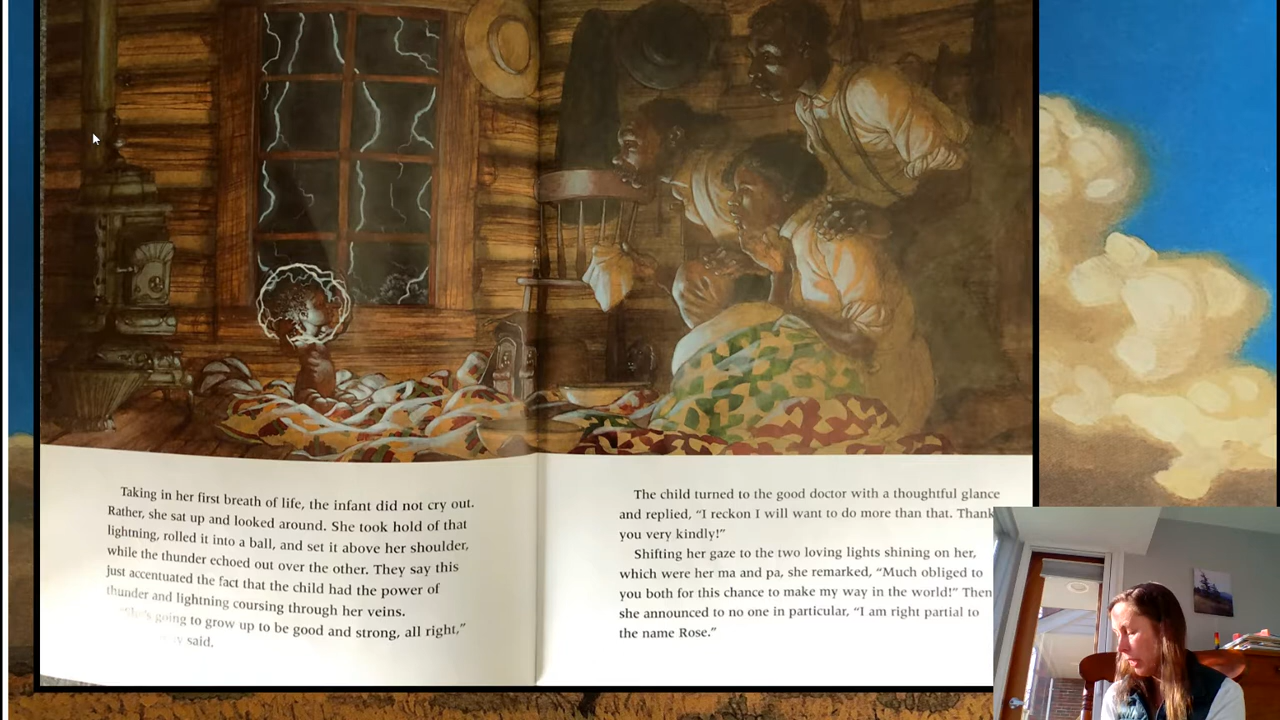 Taking in her first breath of life, the infant did not cry out.
Rather, she sat up and looked around. She took hold of that
lightning, rolled it into a ball, and set it above her shoulder,
while the thunder echoed out over the other. They say this
just accentuated the fact that the child had the power of
thunder and lightning coursing through her veins.
going to grow up to be good and strong, all right,”
said.
The child turned to the good doctor with a thoughtful glance
and replied, “I reckon I will want to do more than that. Thank
you very kindly!”
Shifting her gaze to the two loving lights shining on her,
which were her ma and pa, she remarked, “Much obliged to
you both for this chance to make my way in the world!” Then
she announced to no one in particular, “I am right partial to
the name Rose.”